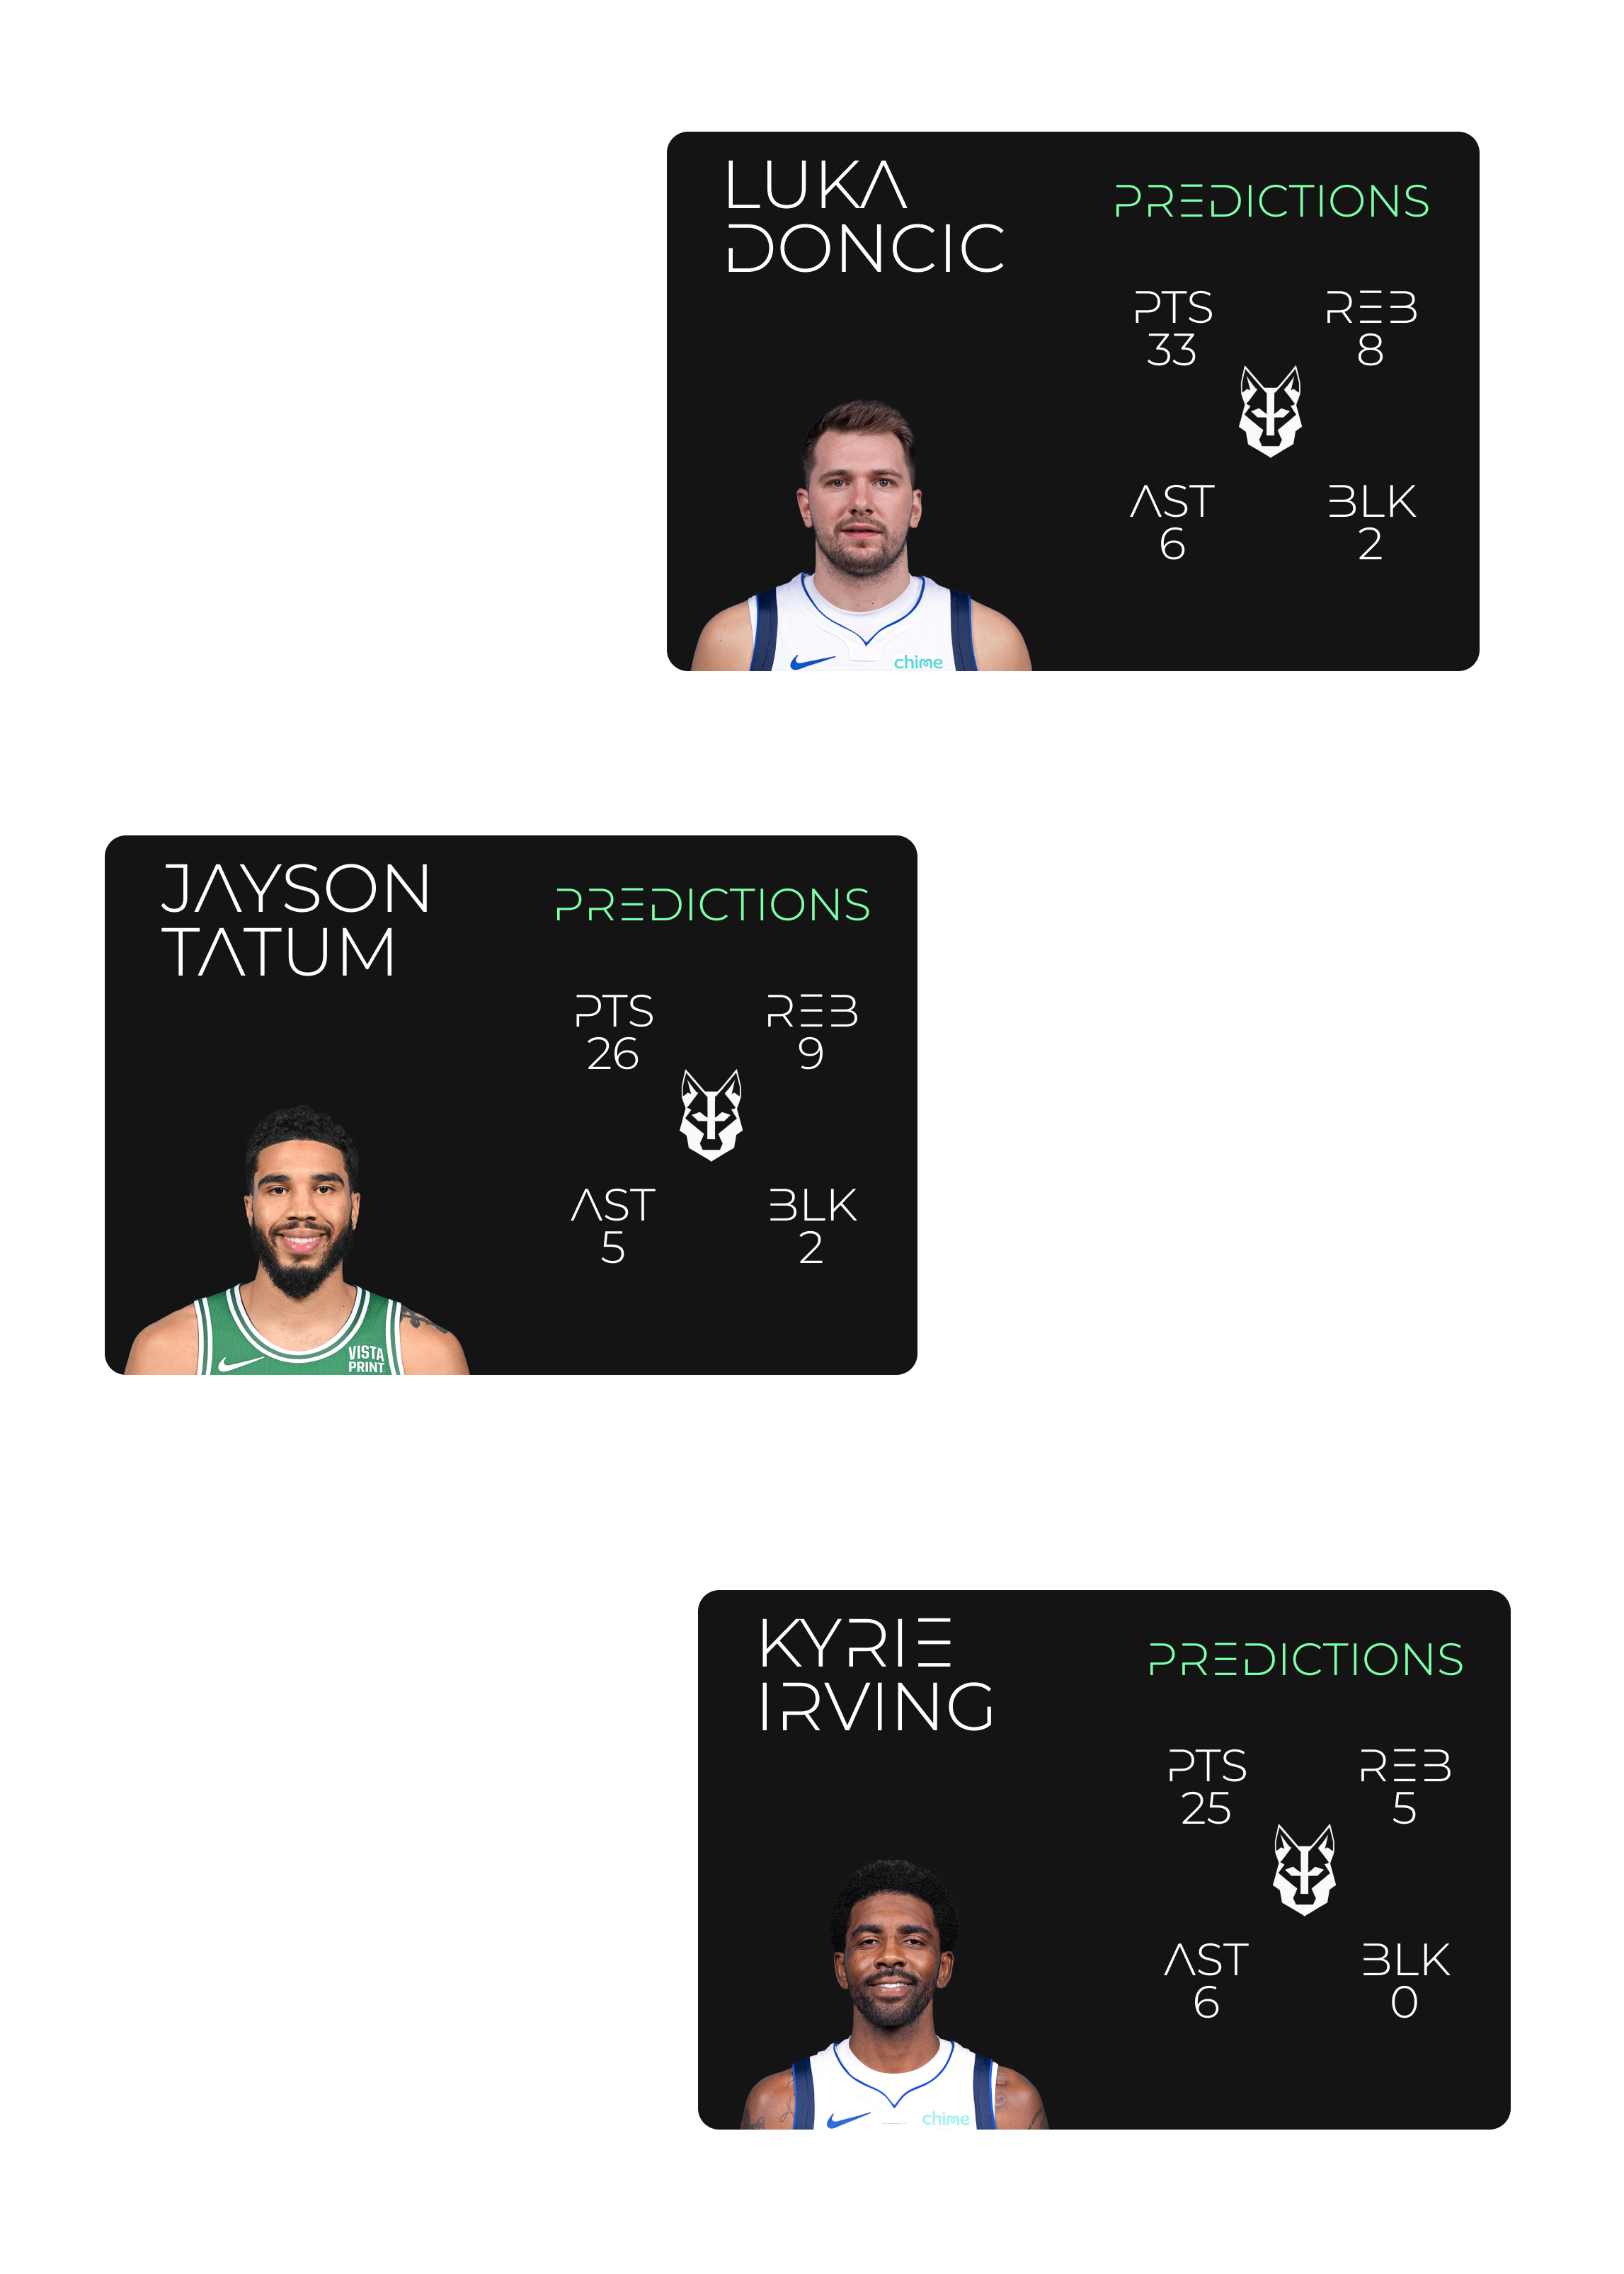 LUKA
DONCIC
PREDICTIONS
PTS REB
33 8
AST BLK
6 2
chime
JAYSON
TATUM
PREDICTIONS
PTS REB
26 9
AST BLK
5 2
VISTA
PRINT
KYRIE
IRVING
PREDICTIONS
PTS REB
25 5
AST BLK
6 0
chime